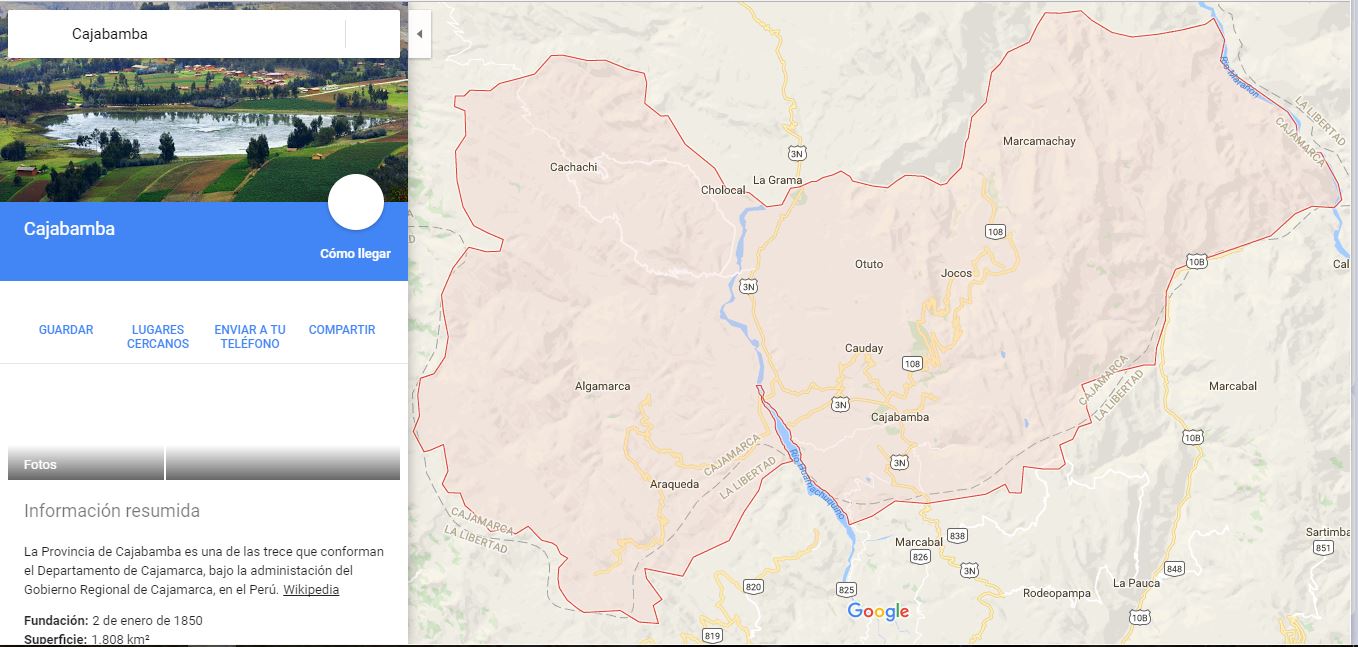 Cajabamba
Cajabamba
Cómo llegar
GUARDAR
LUGARES
CERCANOS
ENVIAR A TU
TELÉFONO
COMPARTIR
Fotos
Información resumida
La Provincia de Cajabamba es una de las trece que conforman
el Departamento de Cajamarca, bajo la administación del
Gobierno Regional de Cajamarca, en el Perú. Wikipedia
Fundación: 2 de enero de 1850
Superficie: 1.808 km²
Río Marañón
LA LIBERTAD
CAJAMARCA
Marcamachay
3N
Cachachi
La Grama
Cholocal
108
D
10B
Otuto
Cal
Jocos
3N
Cauday
108
CAJAMARCA
LA LIBERTAD
Algamarca
Marcabal
3N
Cajabamba
10B
CAJAMARCA
LA LIBERTAD
3N
Río Huamachuquino
Araqueda
CAJAMARCA
LA LIBERTAD
838
Sartimba
Marcabal
851
826
3N
848
La Pauca
820
825
Rodeopampa
Google
10B
819